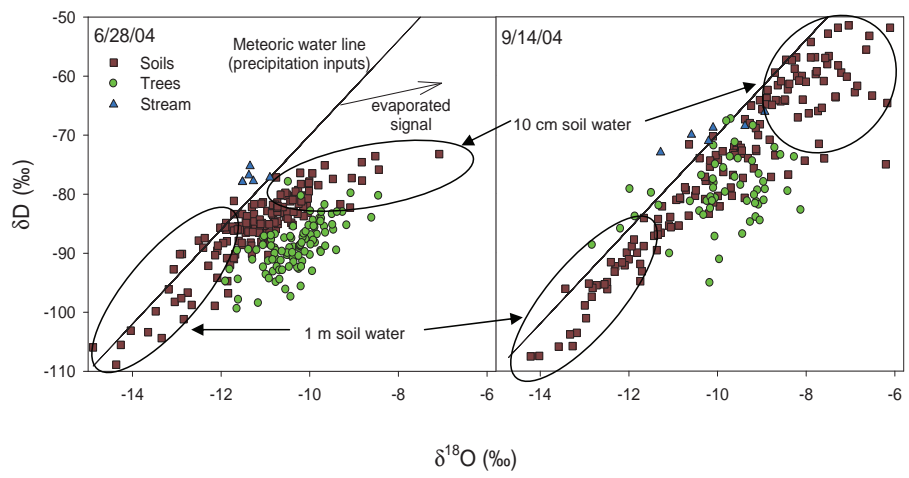 6/28/04
9/14/04
Meteoric water line
(precipitation inputs)
Soils
Trees
Stream
evaporated
signal
10 cm soil water
1 m soil water
δD (‰)
-50
-60
-70
-80
-90
-100
-110
-14
-12
-10
-8
-6
-14
-12
-10
-8
-6
δ¹⁸O (‰)